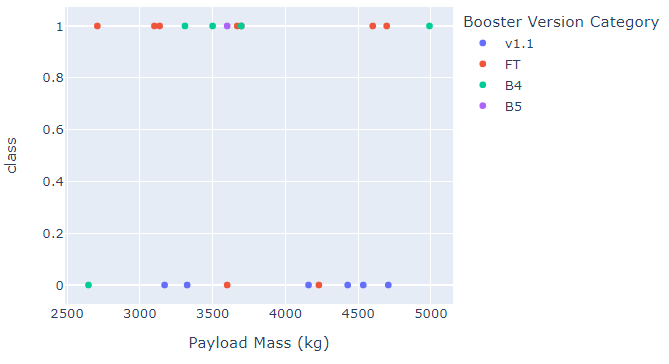 Booster Version Category
v1.1
FT
B4
B5
1
0.8
0.6
0.4
0.2
0
class
2500 3000 3500 4000 4500 5000
Payload Mass (kg)